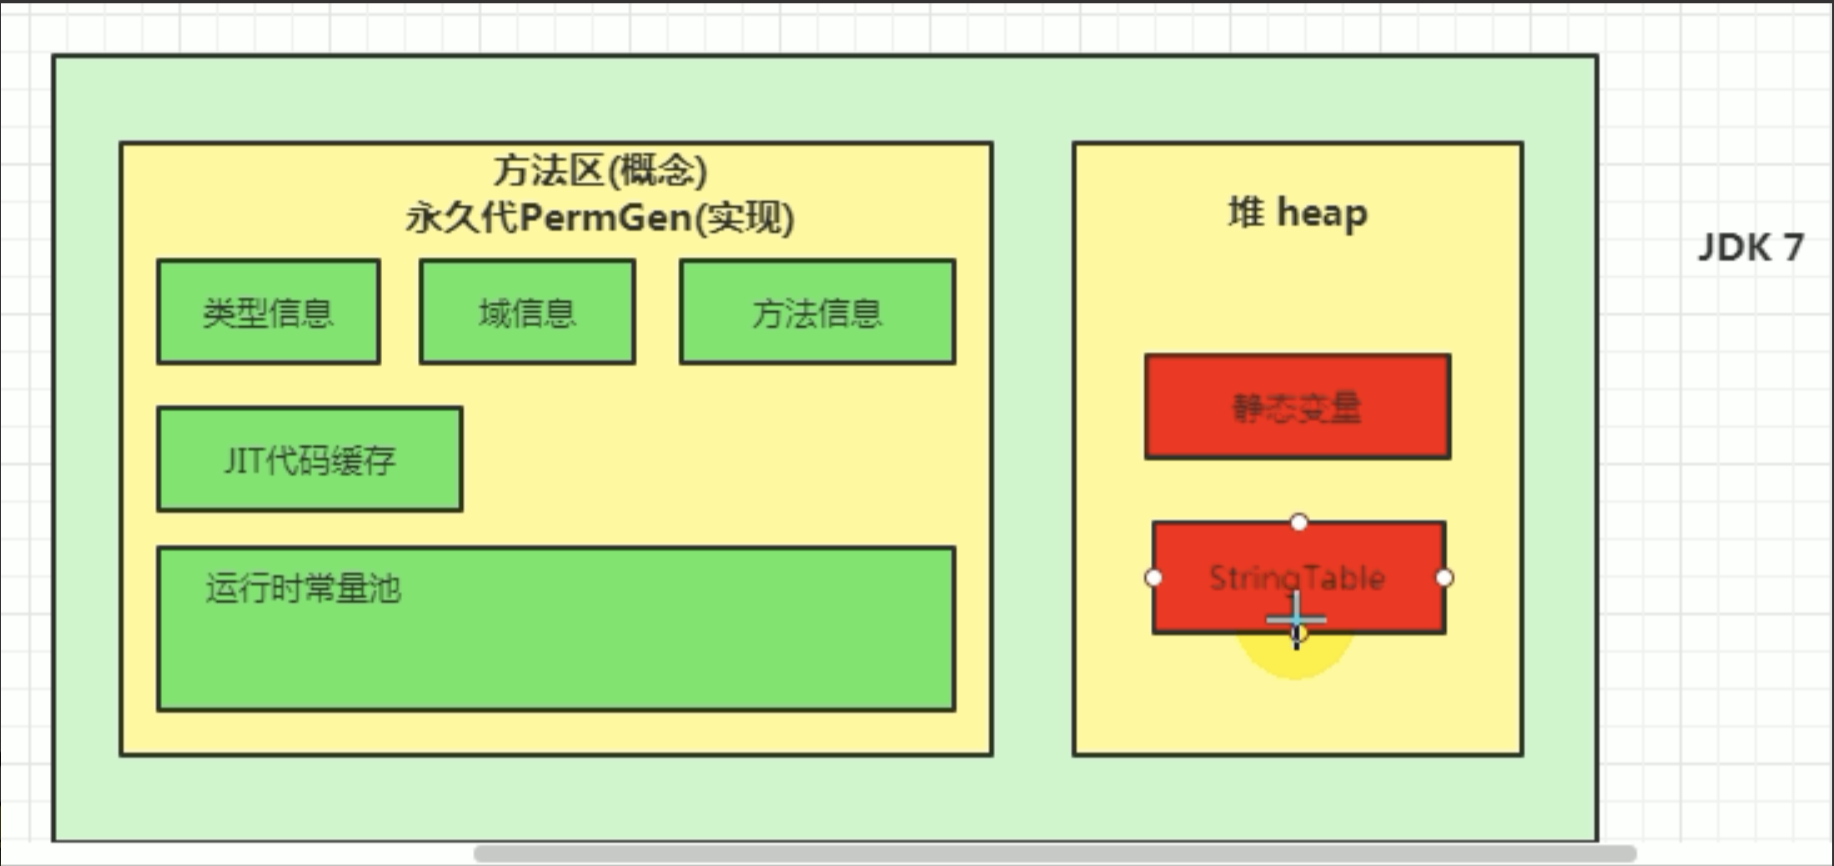 方法区(概念)
永久代PermGen(实现)
类型信息
域信息
方法信息
JIT代码缓存
运行时常量池
堆 heap
静态变量
StringTable
JDK 7